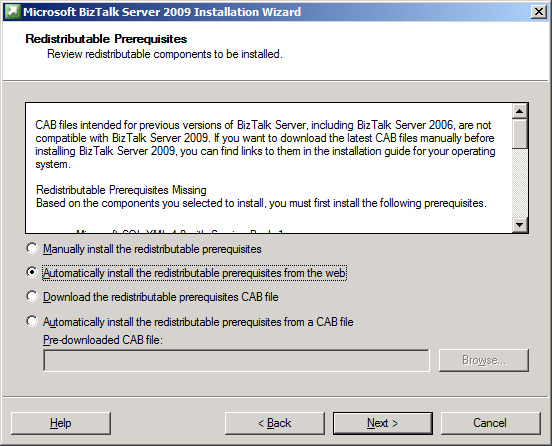 Microsoft BizTalk Server 2009 Installation Wizard
Redistributable Prerequisites
Review redistributable components to be installed.
CAB files intended for previous versions of BizTalk Server, including BizTalk Server 2006, are not
compatible with BizTalk Server 2009. If you want to download the latest CAB files manually before
installing BizTalk Server 2009, you can find links to them in the installation guide for your operating
system.
Redistributable Prerequisites Missing
Based on the components you selected to install, you must first install the following prerequisites.
Manually install the redistributable prerequisites
Automatically install the redistributable prerequisites from the web
Download the redistributable prerequisites CAB file
Automatically install the redistributable prerequisites from a CAB file
Pre-downloaded CAB file:
Browse...
Help
< Back
Next >
Cancel